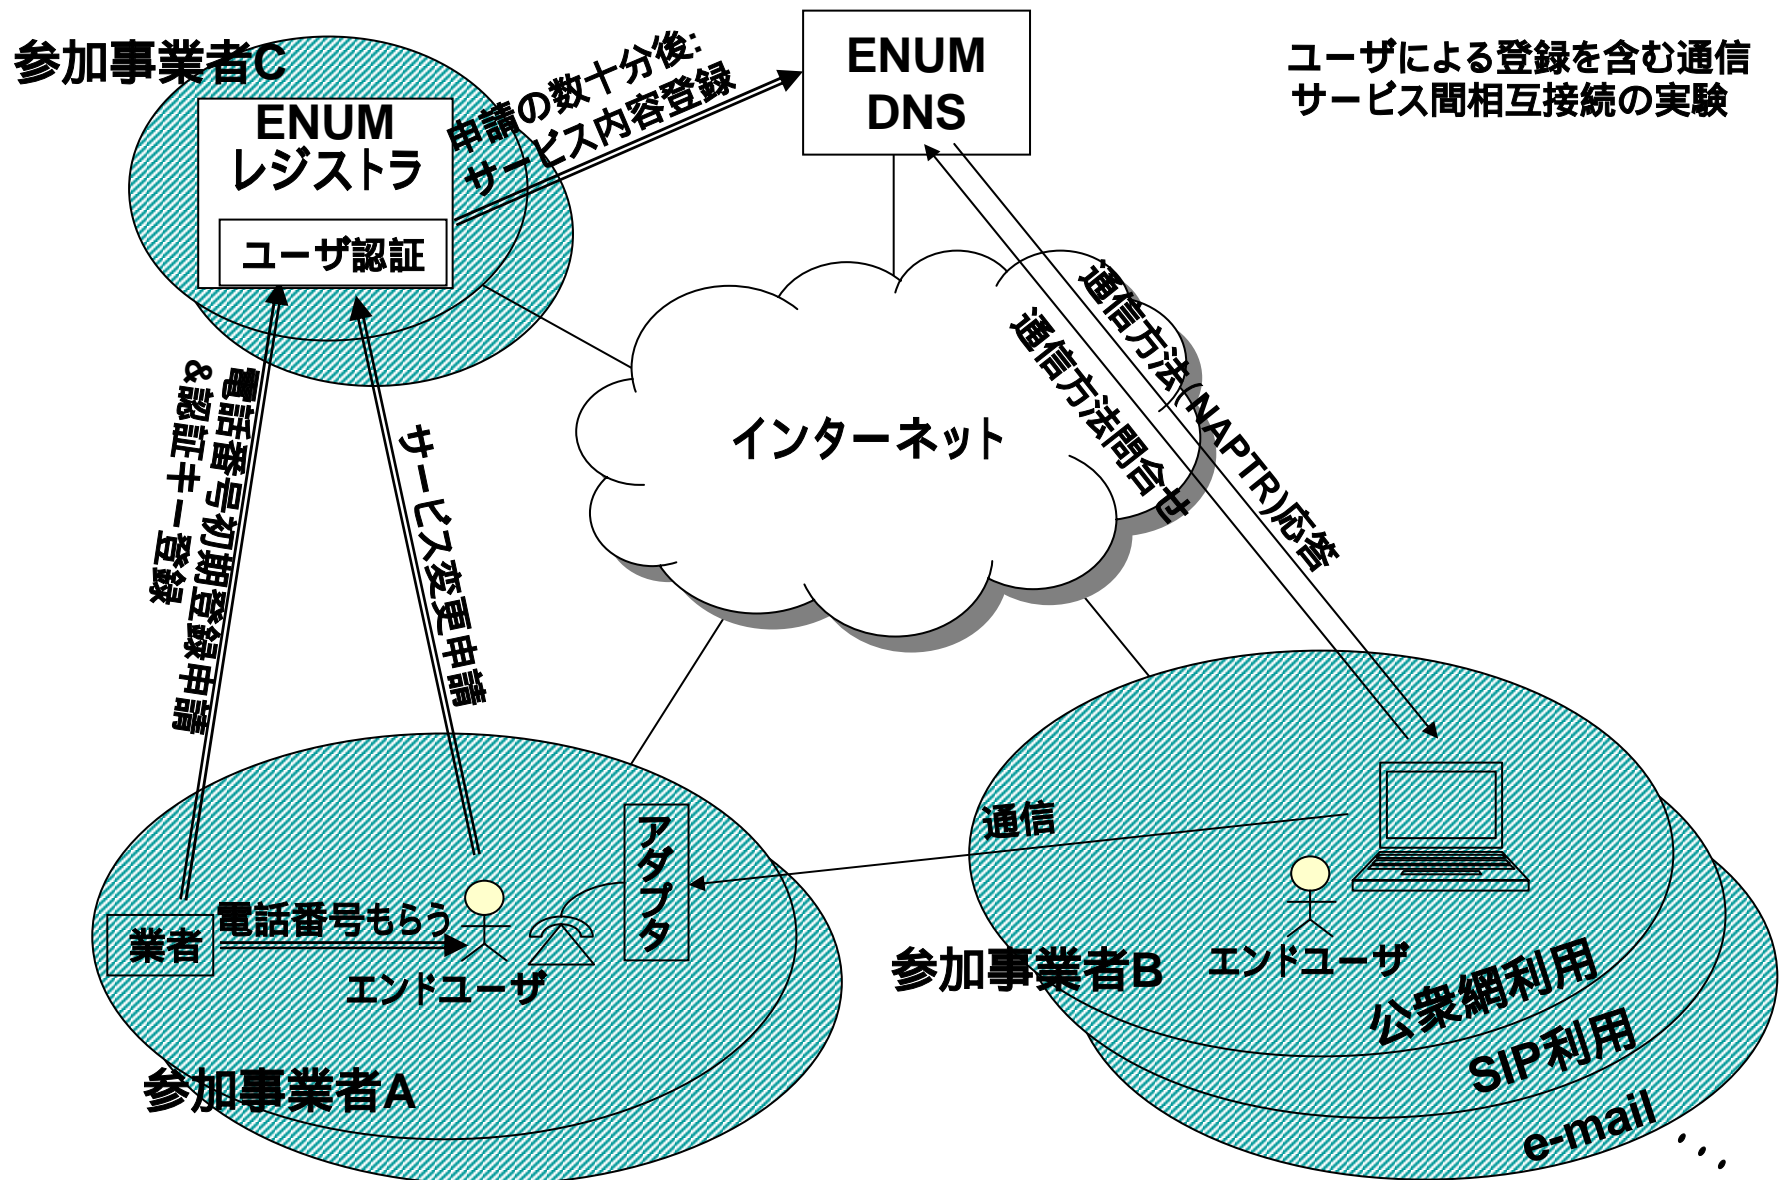 参加事業者C
ENUM
レジストラ
ユーザ認証
申請の数十分後:
サービス内容登録
ENUM
DNS
ユーザによる登録を含む通信
サービス間相互接続の実験
電話番号初期登録申請
&認証キー登録
サービス変更申請
インターネット
通信方法問合せ
通信方法(NAPTR)応答
業者
電話番号もらう
エンドユーザ
アダプタ
参加事業者A
通信
エンドユーザ
参加事業者B
公衆網利用
SIP利用
e-mail
、、、